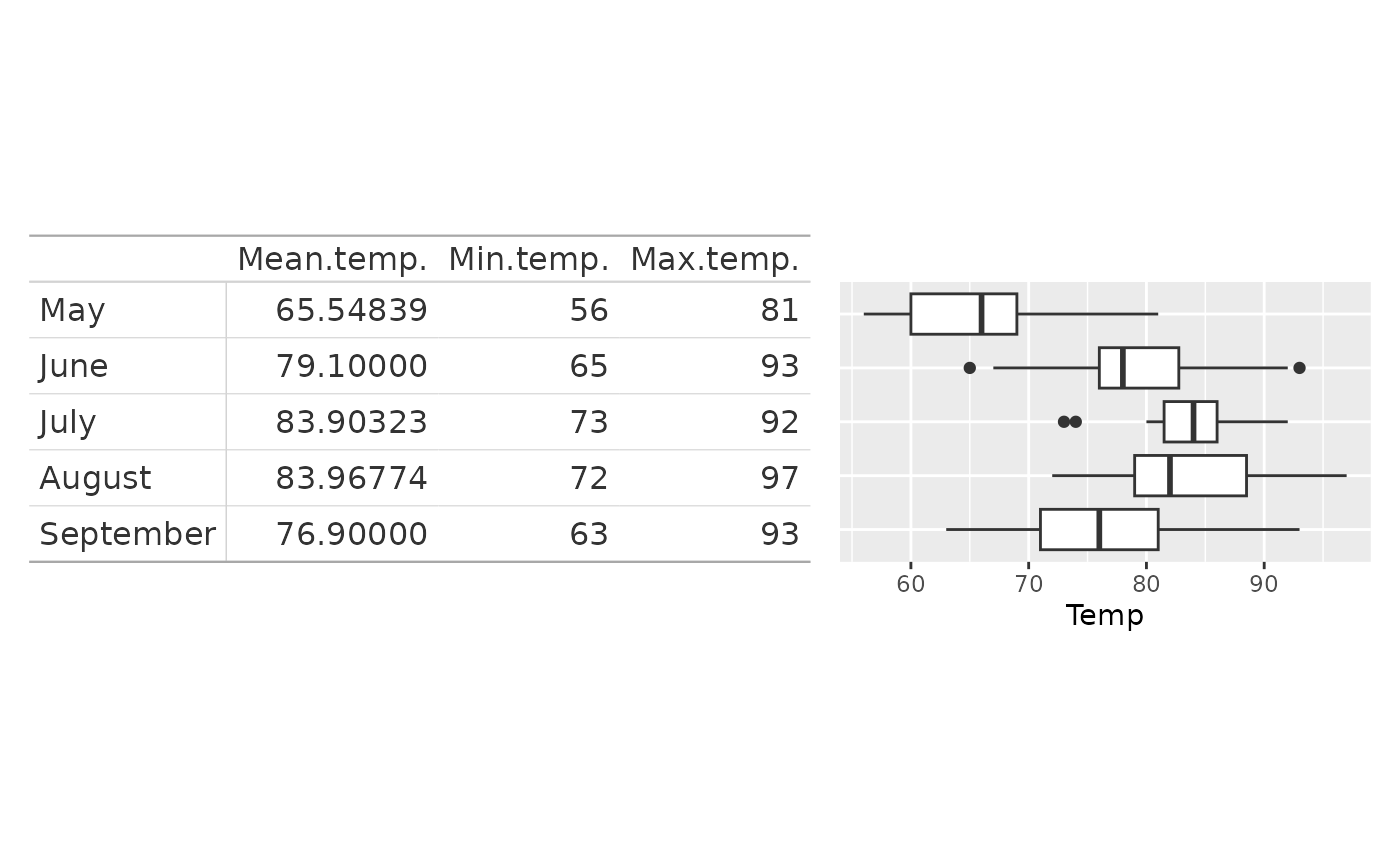 Mean.temp. Min.temp. Max.temp.
May 65.54839 56 81
June 79.10000 65 93
July 83.90323 73 92
August 83.96774 72 97
September 76.90000 63 93
60 70 80 90
Temp